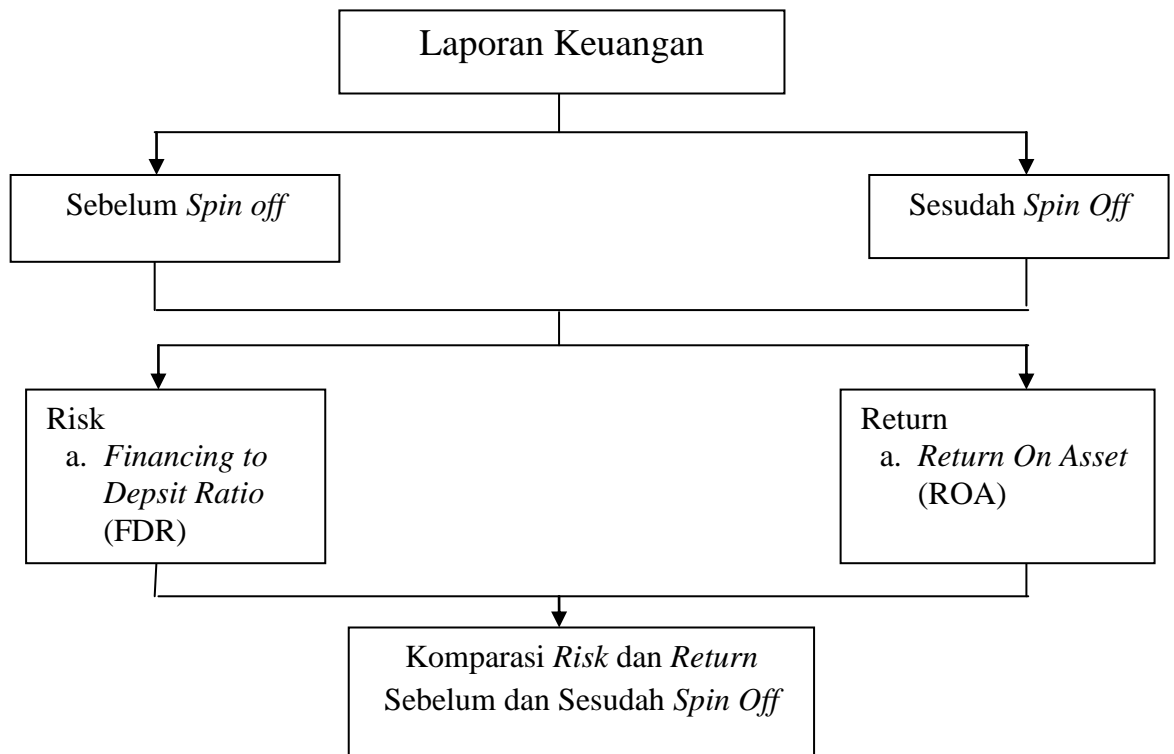 Laporan Keuangan
Sebelum Spin off
Sesudah Spin Off
Risk
a. Financing to
Depsit Ratio
(FDR)
Return
a. Return On Asset
(ROA)
Komparasi Risk dan Return
Sebelum dan Sesudah Spin Off